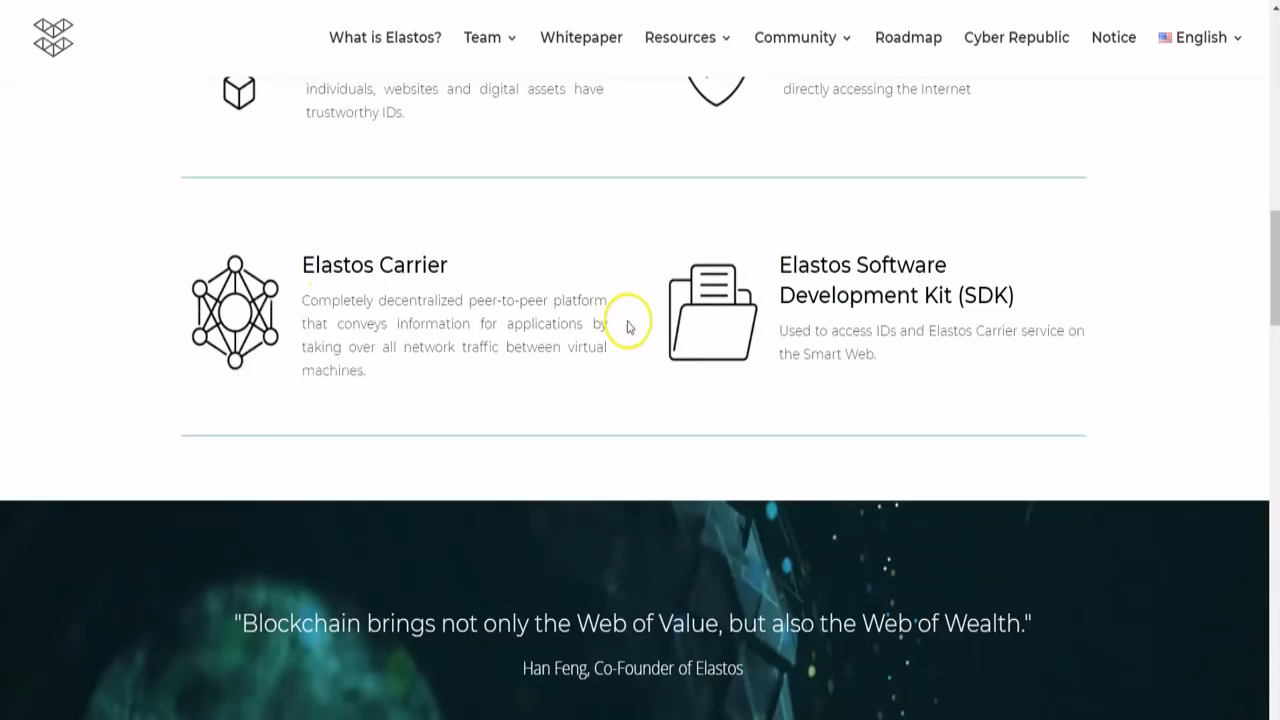 What is Elastos? Team Whitepaper Resources Community Roadmap Cyber Republic Notice English
individuals, websites and digital assets have
trustworthy IDs.
directly accessing the Internet
Elastos Carrier
Completely decentralized peer-to-peer platform
that conveys information for applications by
taking over all network traffic between virtual
machines.
Elastos Software
Development Kit (SDK)
Used to access IDs and Elastos Carrier service on
the Smart Web.
"Blockchain brings not only the Web of Value, but also the Web of Wealth."
Han Feng, Co-Founder of Elastos